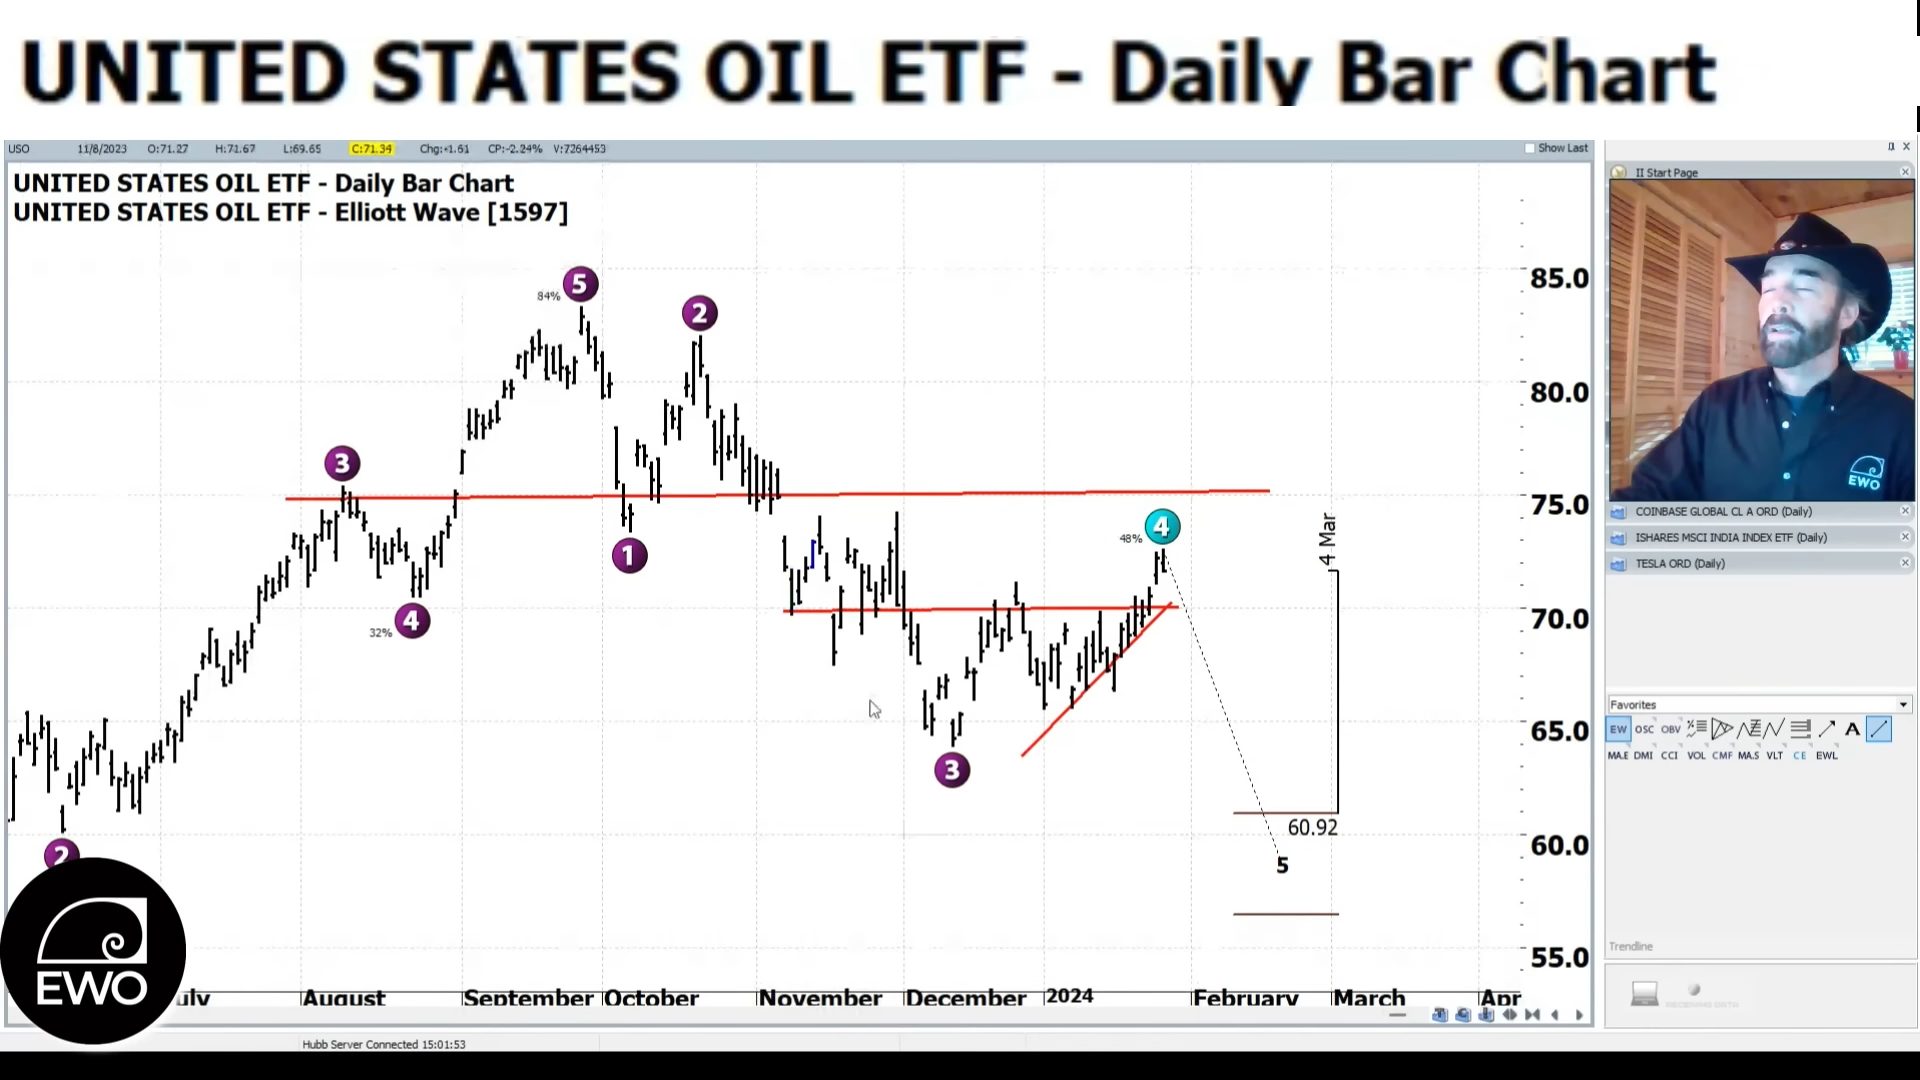 UNITED STATES OIL ETF - Daily Bar Chart
USO 11/8/2023 O:71.27 H:71.67 L:69.65 C:71.34 Chg:-1.61 CP:-2.24% V:7264453
Show Last
UNITED STATES OIL ETF - Daily Bar Chart
UNITED STATES OIL ETF - Elliott Wave [1597]
84%
5
2
3
1
4
32%
2
3
48%
4
4 Mar
60.92
5
85.0
80.0
75.0
70.0
65.0
60.0
55.0
August September October November December 2024 February March Apr
EWO
Hubb Server Connected 15:01:53
II Start Page
EWO
COINBASE GLOBAL CL A ORD (Daily)
ISHARES MSCI INDIA INDEX ETF (Daily)
TESLA ORD (Daily)
Favorites
EW OSC OBV A
MA.E DMI CCI VOL CMF MA.S VLT CE EWL
Trendline